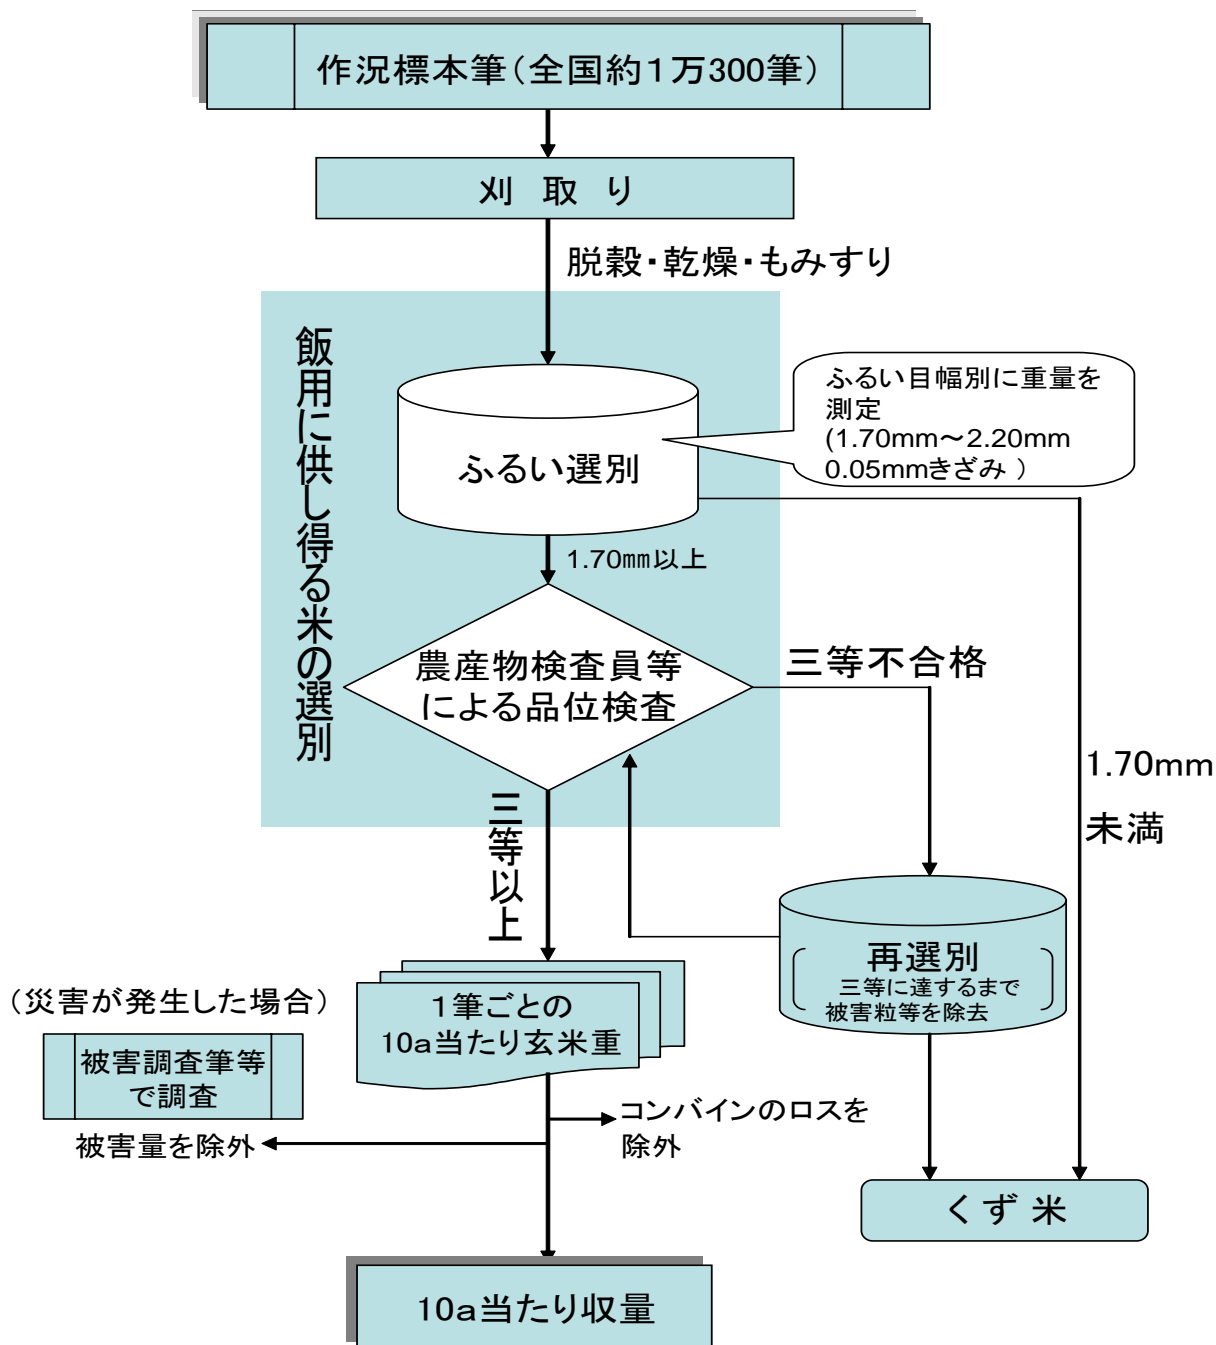 作況標本筆（全国約１万300筆）
刈 取 り
脱穀・乾燥・もみすり
飯用に供し得る米の選別
ふるい目幅別に重量を
測定
(1.70mm～2.20mm
0.05mmきざみ ）
ふるい選別
1.70㎜以上
農産物検査員等
による品位検査
三等不合格
1.70mm
未満
三等以上
再選別
三等に達するまで
被害粒等を除去
（災害が発生した場合）
１筆ごとの
10a当たり玄米重
被害調査筆等
で調査
コンバインのロスを
除外
被害量を除外
くず 米
10a当たり収量